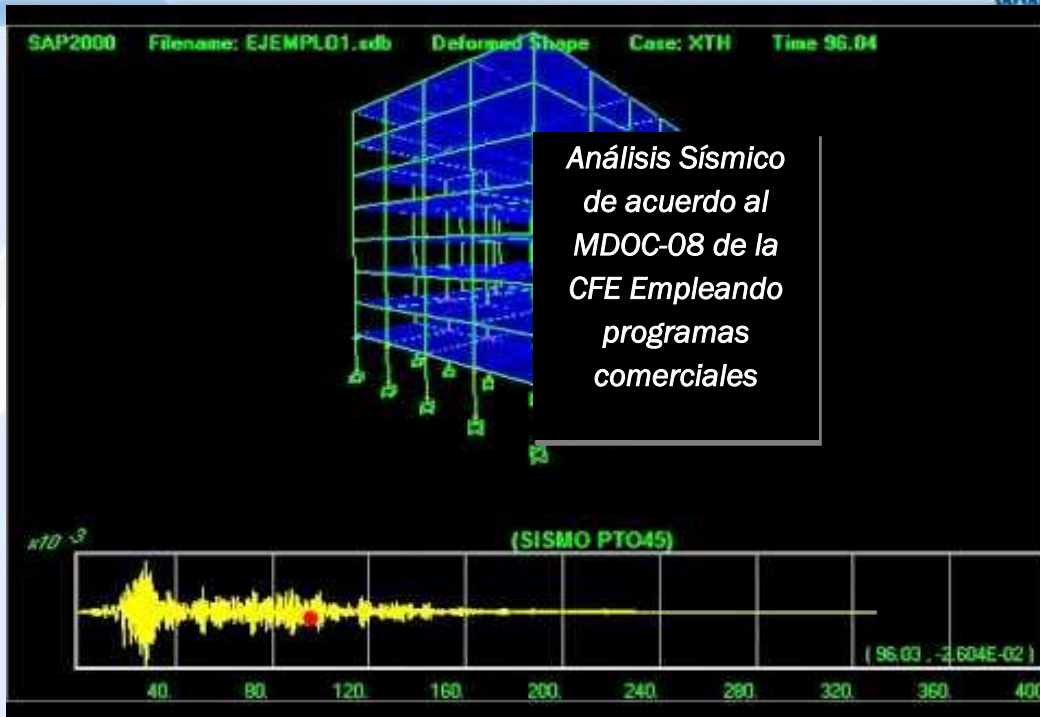 SAP2000 Filename: EJEMPLO1.sdb Deformed Shape Case: XTH Time 96.04
Análisis Sísmico
de acuerdo al
MDOC-08 de la
CFE Empleando
programas
comerciales
x10 -3
(SISMO PTO45)
( 96.03 , -2.604E-02 )
40. 80. 120. 160. 200. 240. 280. 320. 360. 400